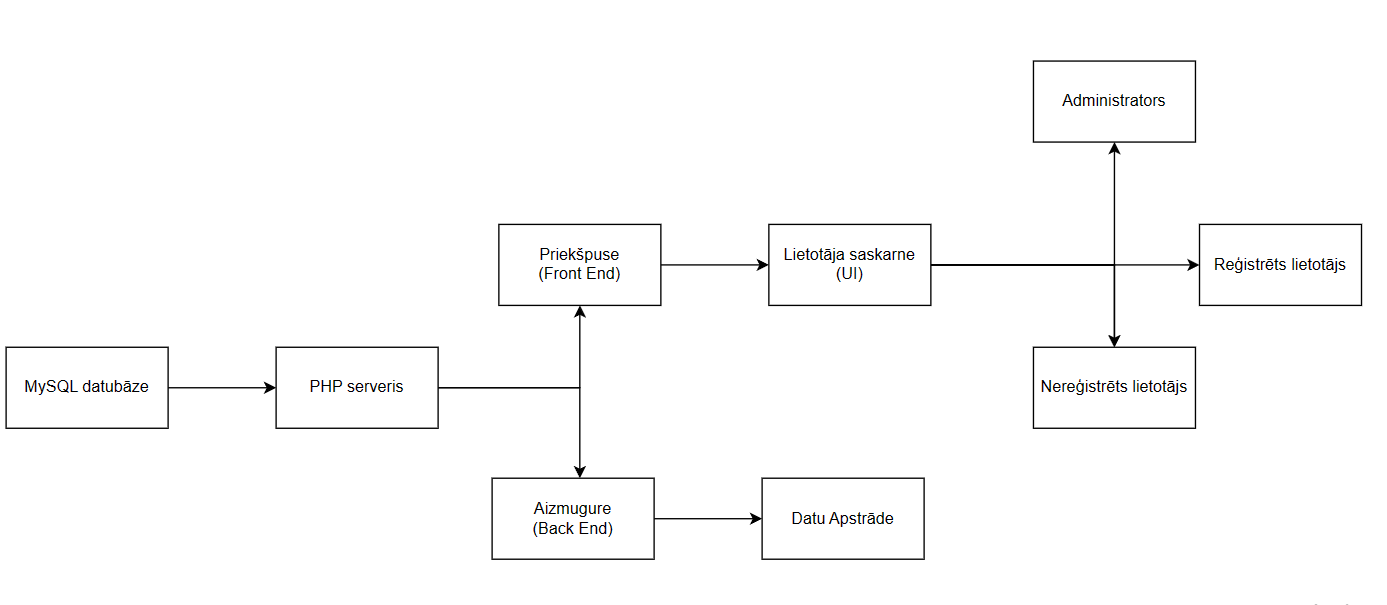 Administrators
Priekšpuse
(Front End)
Lietotāja saskarne
(UI)
Reģistrēts lietotājs
MySQL datubāze
PHP serveris
Nereģistrēts lietotājs
Aizmugure
(Back End)
Datu Apstrāde